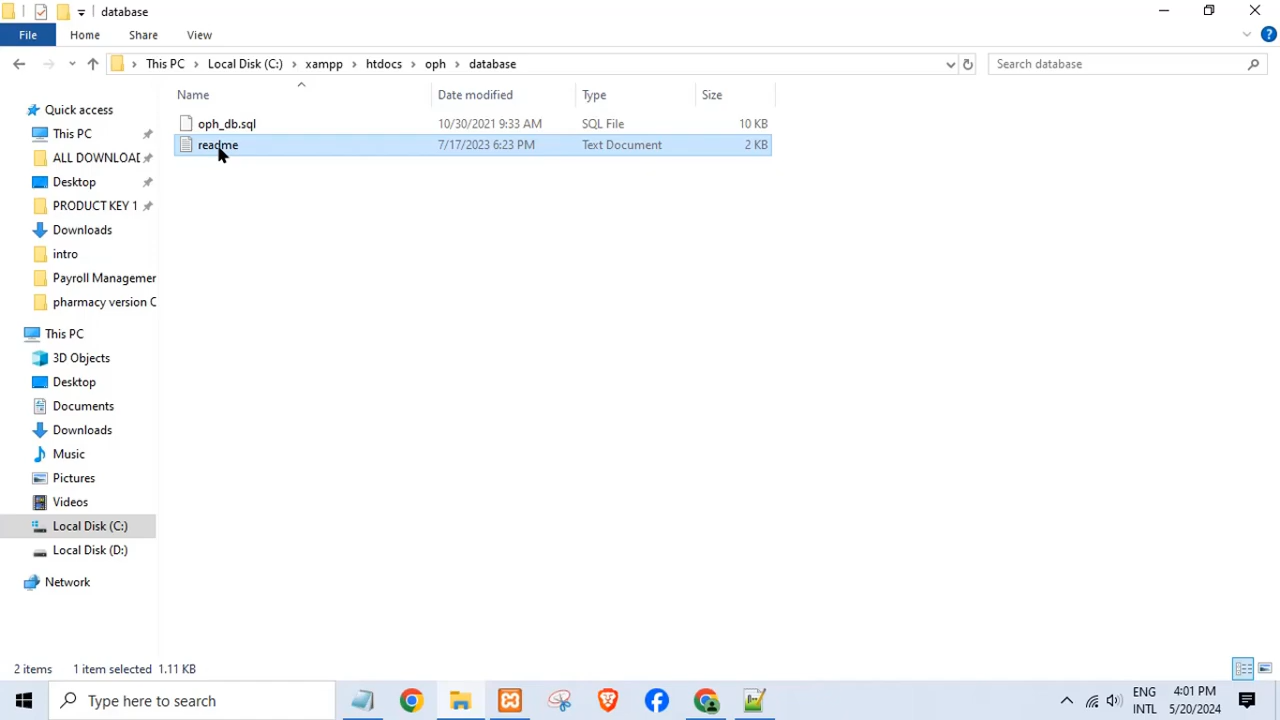 database
File
Home
Share
View
This PC
Local Disk (C:)
xampp
htdocs
oph
database
Search database
Name
Date modified
Type
Size
oph_db.sql
10/30/2021 9:33 AM
SQL File
10 KB
readme
7/17/2023 6:23 PM
Text Document
2 KB
Quick access
This PC
ALL DOWNLOA
Desktop
PRODUCT KEY 1
Downloads
intro
Payroll Managemer
pharmacy version C
This PC
3D Objects
Desktop
Documents
Downloads
Music
Pictures
Videos
Local Disk (C:)
Local Disk (D:)
Network
2 items
1 item selected 1.11 KB
Type here to search
ENG
INTL
4:01 PM
5/20/2024